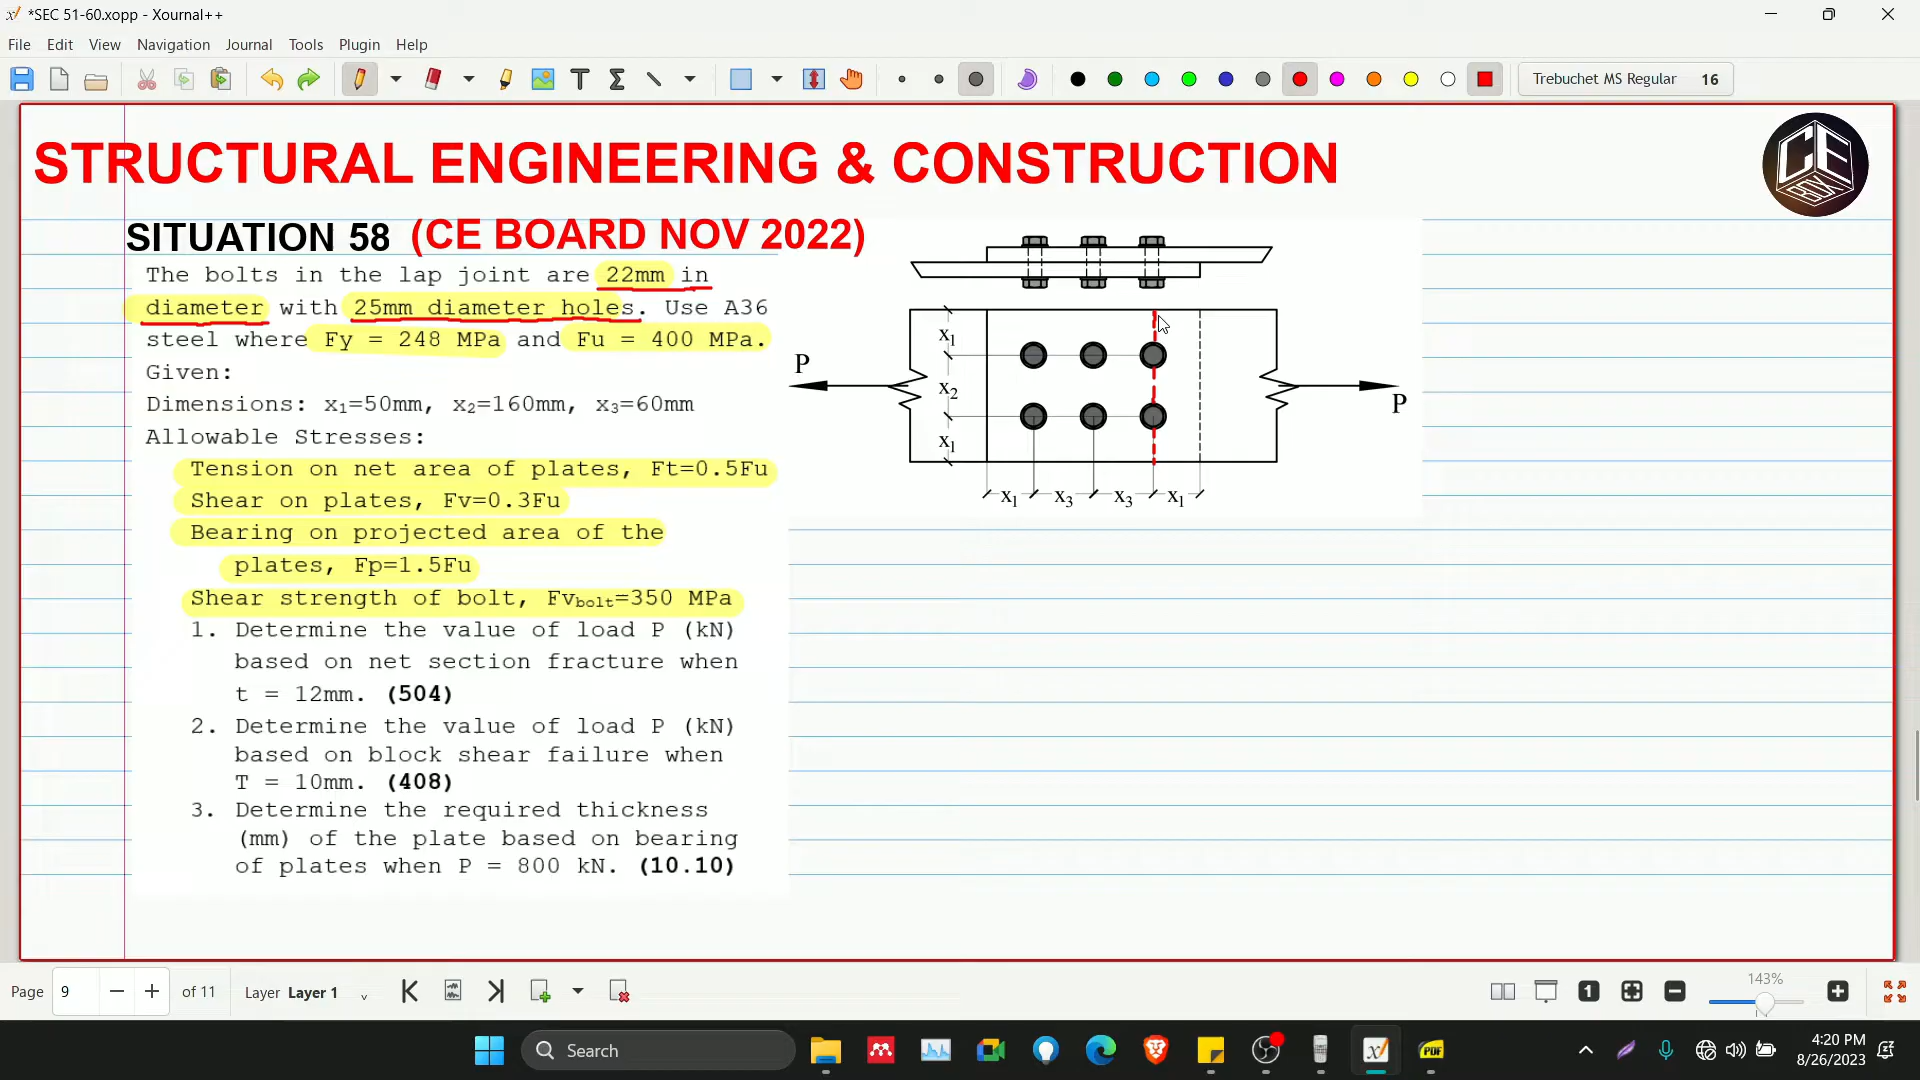 *SEC 51-60.xopp - Xournal++
File Edit View Navigation Journal Tools Plugin Help
Trebuchet MS Regular 16
STRUCTURAL ENGINEERING & CONSTRUCTION
CE
SITUATION 58 (CE BOARD NOV 2022)
The bolts in the lap joint are 22mm in
diameter with 25mm diameter holes. Use A36
steel where Fy = 248 MPa and Fu = 400 MPa.
Given:
Dimensions: x₁=50mm, x₂=160mm, x₃=60mm
Allowable Stresses:
Tension on net area of plates, Ft=0.5Fu
Shear on plates, Fv=0.3Fu
Bearing on projected area of the
plates, Fp=1.5Fu
Shear strength of bolt, Fvbolt=350 MPa
1. Determine the value of load P (kN)
based on net section fracture when
t = 12mm. (504)
2. Determine the value of load P (kN)
based on block shear failure when
T = 10mm. (408)
3. Determine the required thickness
(mm) of the plate based on bearing
of plates when P = 800 kN. (10.10)
P
x₁
x₂
x₁
P
x₁ x₃ x₃ x₁
Page 9 of 11 Layer Layer 1
143%
Search
PDF
4:20 PM
8/26/2023